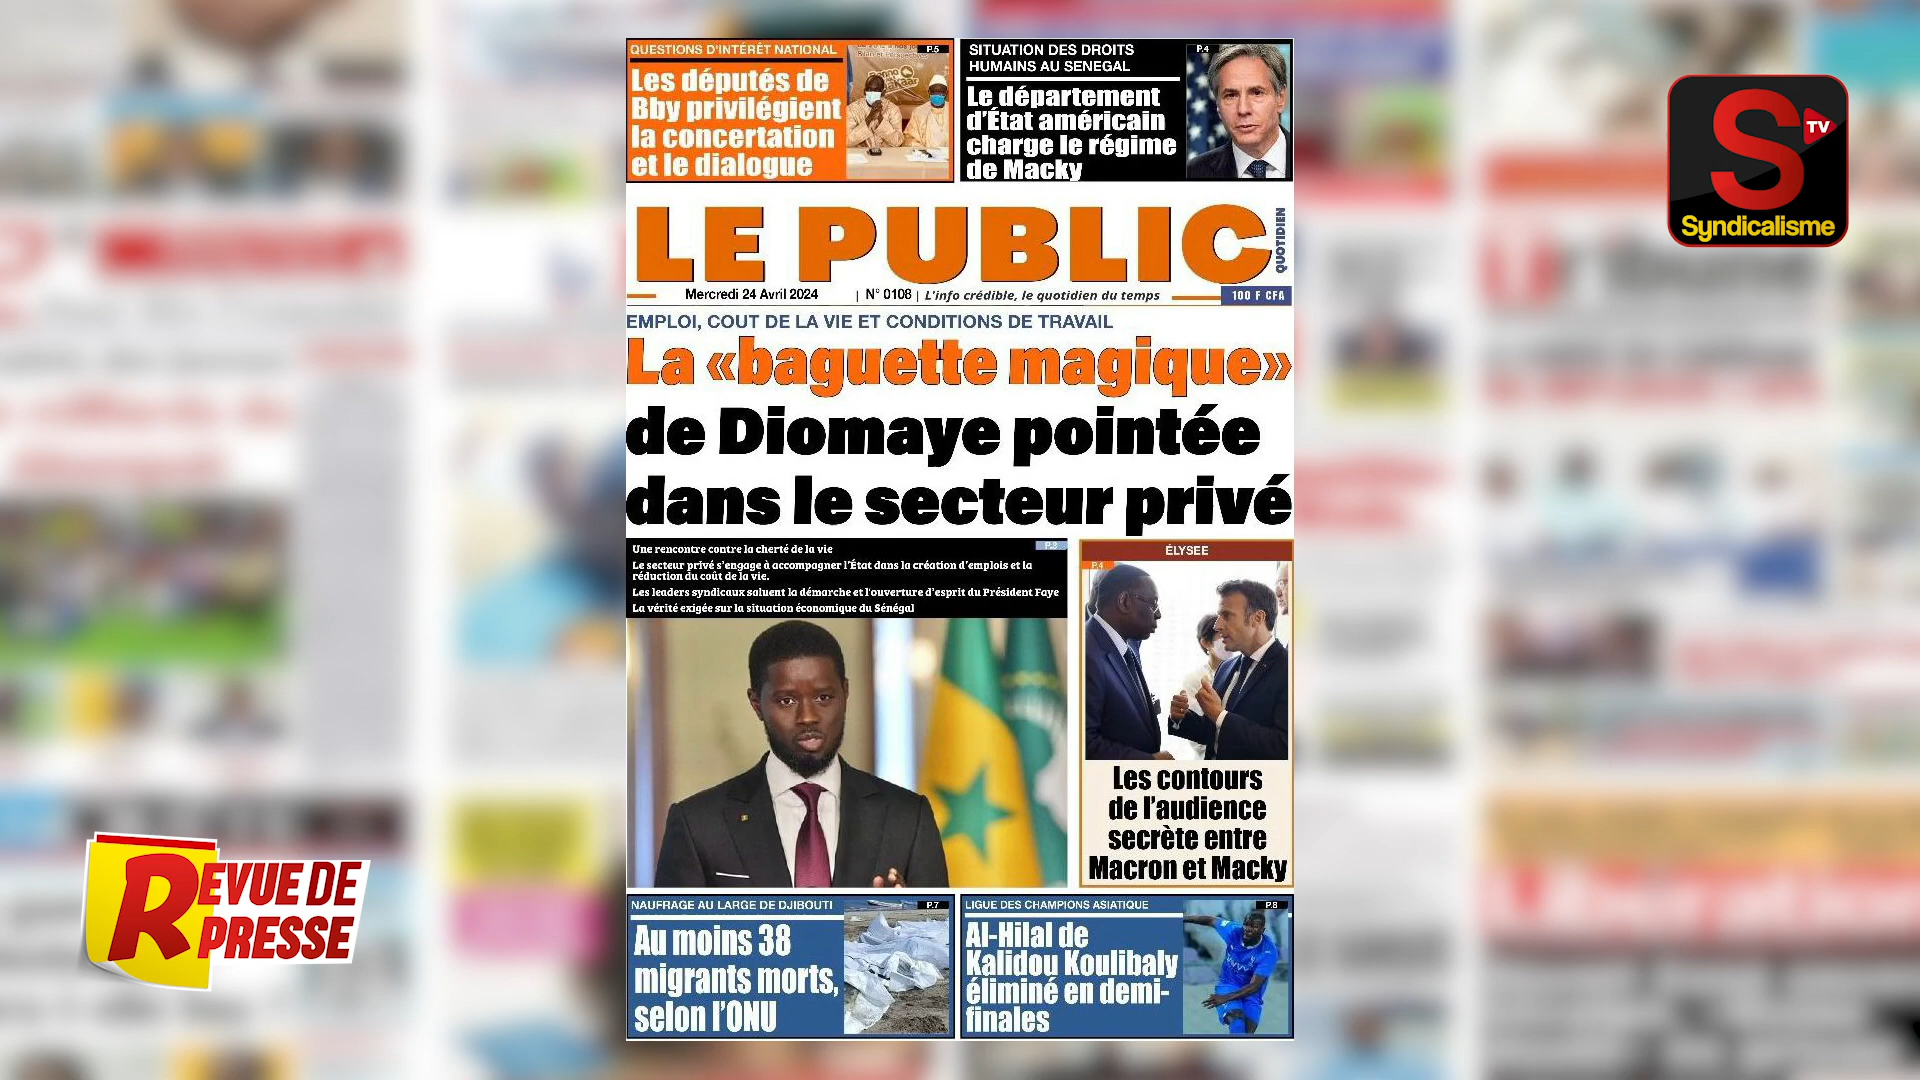 QUESTIONS D'INTÉRÊT NATIONAL
P.5
Les députés de
Bby privilégient
la concertation
et le dialogue
SITUATION DES DROITS
HUMAINS AU SENEGAL
P.4
Le département
d'État américain
charge le régime
de Macky
TV
S
Syndicalisme
LE PUBLIC
QUOTIDIEN
Mercredi 24 Avril 2024 | N° 0108 | L'info crédible, le quotidien du temps
100 F CFA
EMPLOI, COUT DE LA VIE ET CONDITIONS DE TRAVAIL
La «baguette magique»
de Diomaye pointée
dans le secteur privé
P.3
Une rencontre contre la cherté de la vie
Le secteur privé s'engage à accompagner l'État dans la création d'emplois et la
réduction du coût de la vie.
Les leaders syndicaux saluent la démarche et l'ouverture d'esprit du Président Faye
La vérité exigée sur la situation économique du Sénégal
ÉLYSEE
P.4
Les contours
de l'audience
secrète entre
Macron et Macky
REVUE DE
PRESSE
NAUFRAGE AU LARGE DE DJIBOUTI
P.7
Au moins 38
migrants morts,
selon l'ONU
LIGUE DES CHAMPIONS ASIATIQUE
P.8
Al-Hilal de
Kalidou Koulibaly
éliminé en demi-
finales